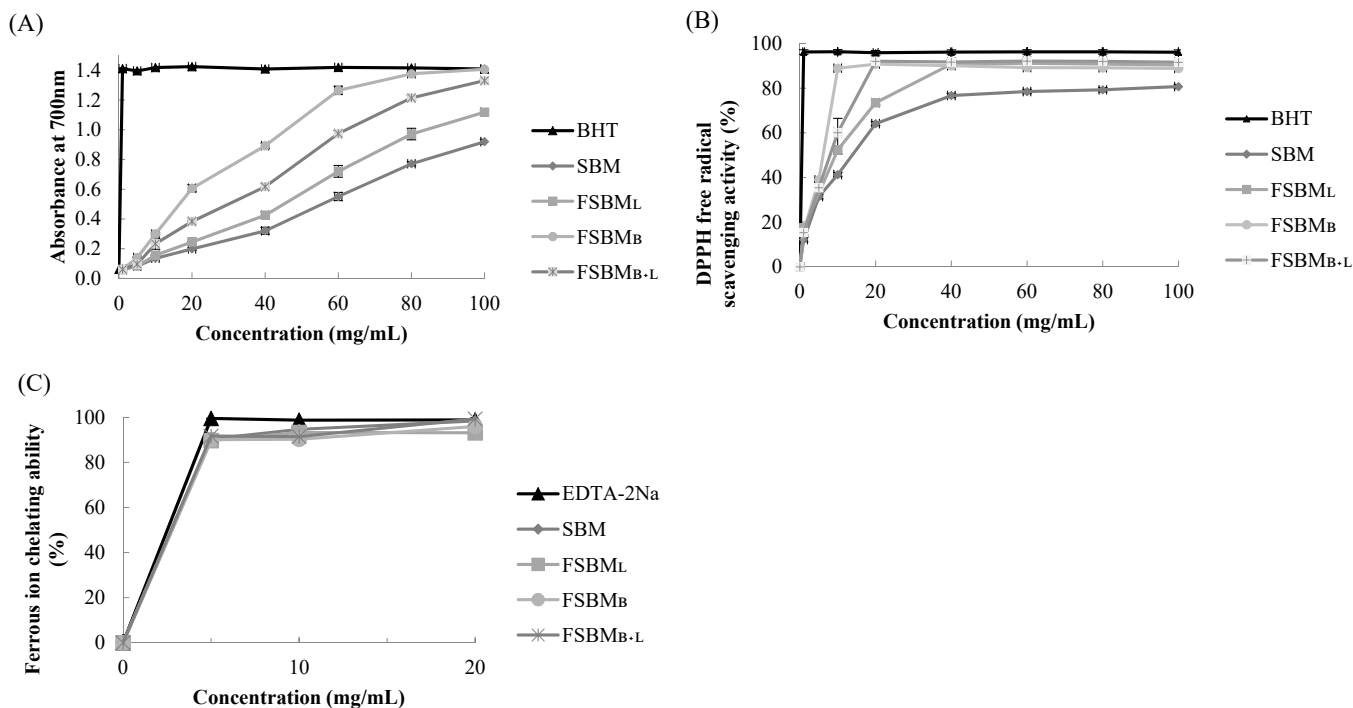 (A)
Absorbance at 700nm
1.4
1.2
1.0
0.8
0.6
0.4
0.2
0.0
0 20 40 60 80 100
Concentration (mg/mL)
BHT
SBM
FSBML
FSBMB
FSBMB+L
(B)
DPPH free radical
scavenging activity (%)
100
80
60
40
20
0
0 20 40 60 80 100
Concentration (mg/mL)
BHT
SBM
FSBML
FSBMB
FSBMB+L
(C)
Ferrous ion chelating ability
(%)
100
80
60
40
20
0
0 10 20
Concentration (mg/mL)
EDTA-2Na
SBM
FSBML
FSBMB
FSBMB+L